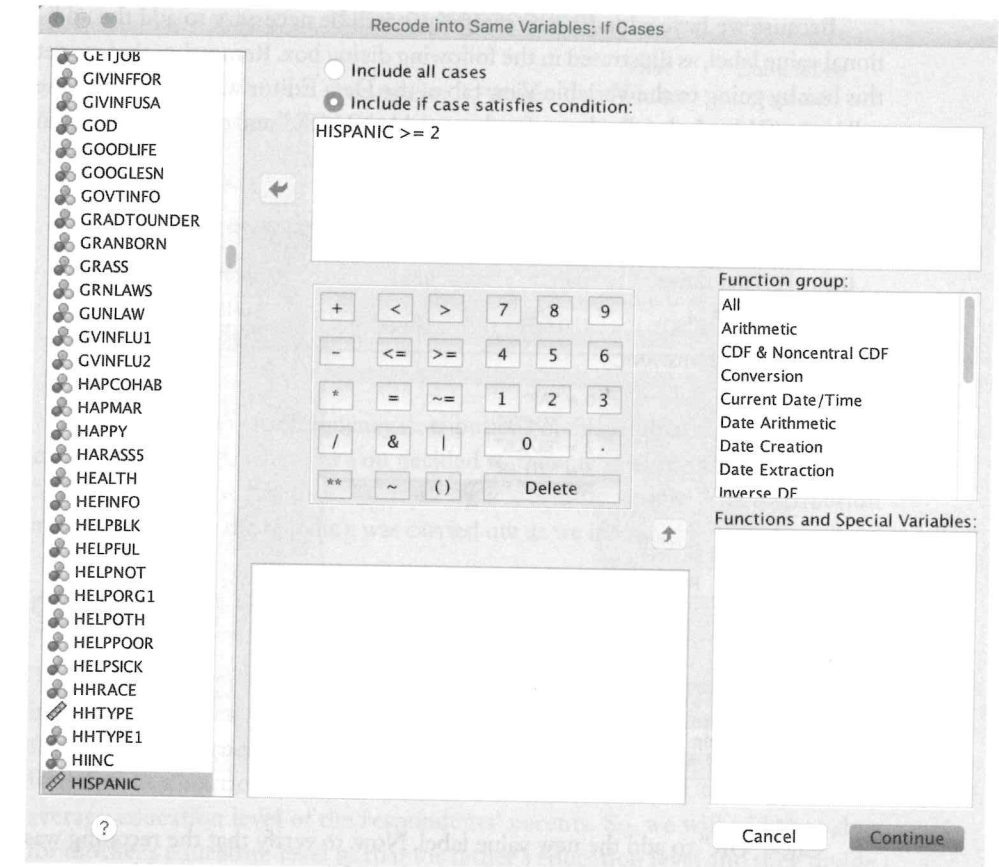 Recode into Same Variables: If Cases
GETJOB
GIVINFFOR
GIVINFUSA
GOD
GOODLIFE
GOOGLESN
GOVTINFO
GRADTOUNDER
GRANBORN
GRASS
GRNLAWS
GUNLAW
GVINFLU1
GVINFLU2
HAPCOHAB
HAPMAR
HAPPY
HARASS5
HEALTH
HEFINFO
HELPBLK
HELPFUL
HELPNOT
HELPORG1
HELPOTH
HELPPOOR
HELPSICK
HHRACE
HHTYPE
HHTYPE1
HIINC
HISPANIC
Include all cases
Include if case satisfies condition:
HISPANIC >= 2
+ < > 7 8 9
- <= >= 4 5 6
* = ~= 1 2 3
/ & | 0 .
** ~ () Delete
Function group:
All
Arithmetic
CDF & Noncentral CDF
Conversion
Current Date/Time
Date Arithmetic
Date Creation
Date Extraction
Inverse DF
Functions and Special Variables:
?
Cancel
Continue